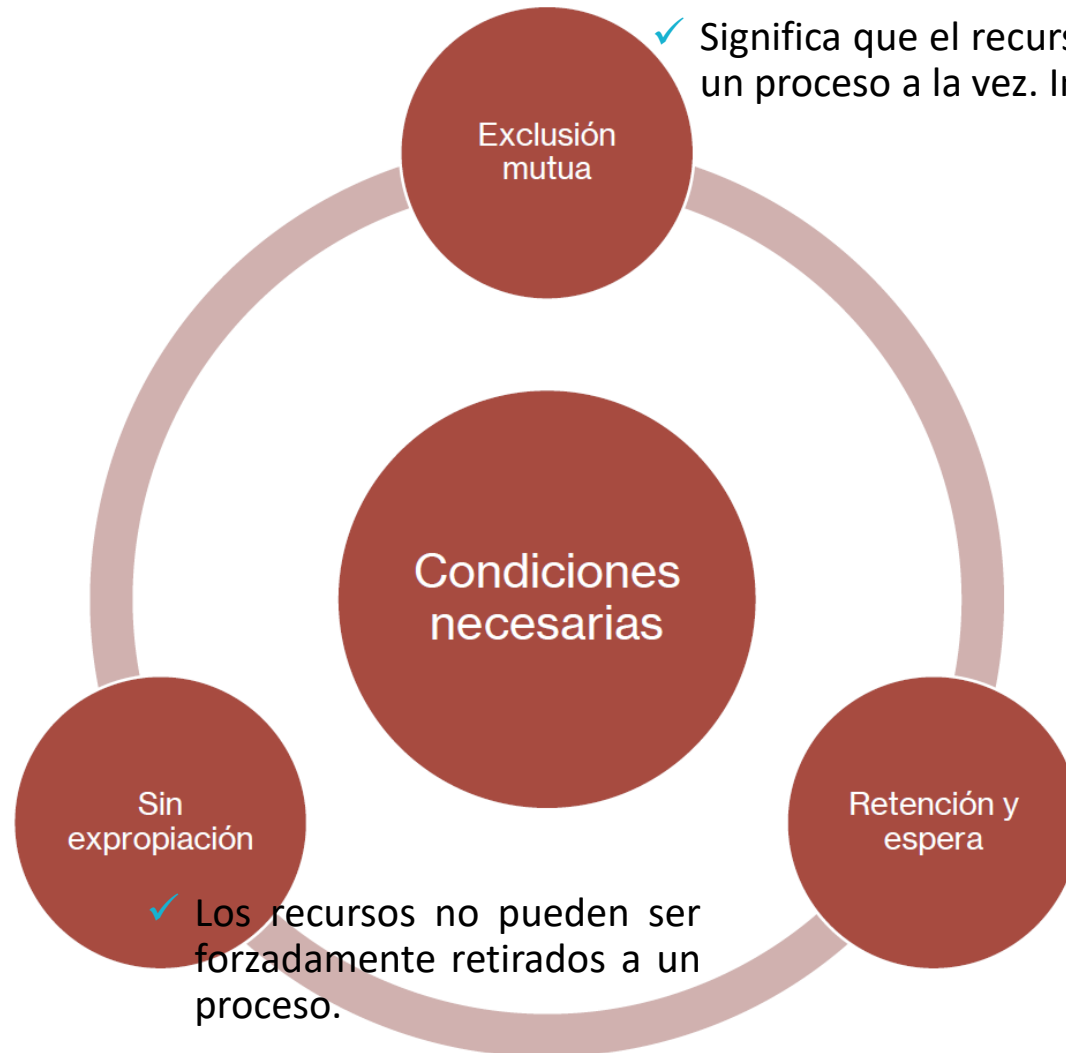 ✓ Significa que el
un proceso a la vez.
Exclusión
mutua
Condiciones
necesarias
Sin
expropiación
Retención y
espera
✓ Los recursos no pueden ser
forzadamente retirados a un
proceso.